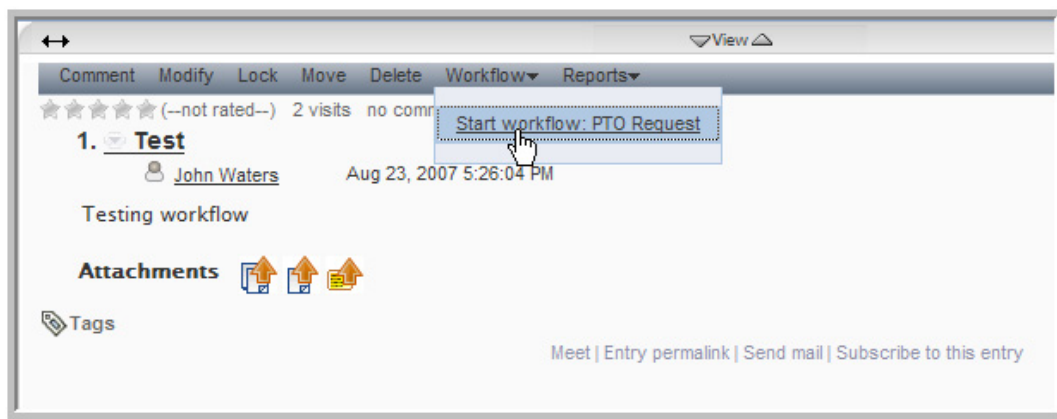 View
Comment Modify Lock Move Delete Workflow Reports
(--not rated--) 2 visits no comm
Start workflow: PTO Request
1. Test
John Waters Aug 23, 2007 5:26:04 PM
Testing workflow
Attachments
Tags
Meet | Entry permalink | Send mail | Subscribe to this entry